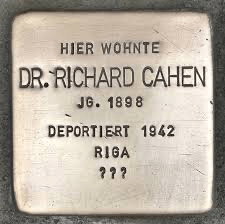 HIER WOHNTE
DR. RICHARD CAHEN
JG. 1898
DEPORTIERT 1942
RIGA
???